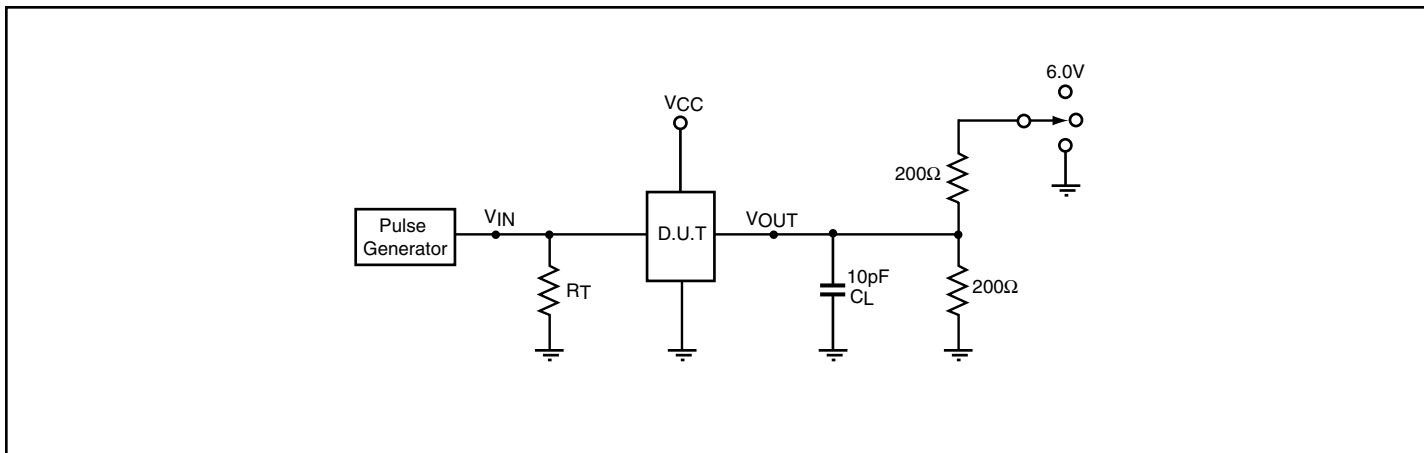 6.0V
VCC
200Ω
Pulse
Generator
VIN
D.U.T
VOUT
RT
10pF
CL
200Ω